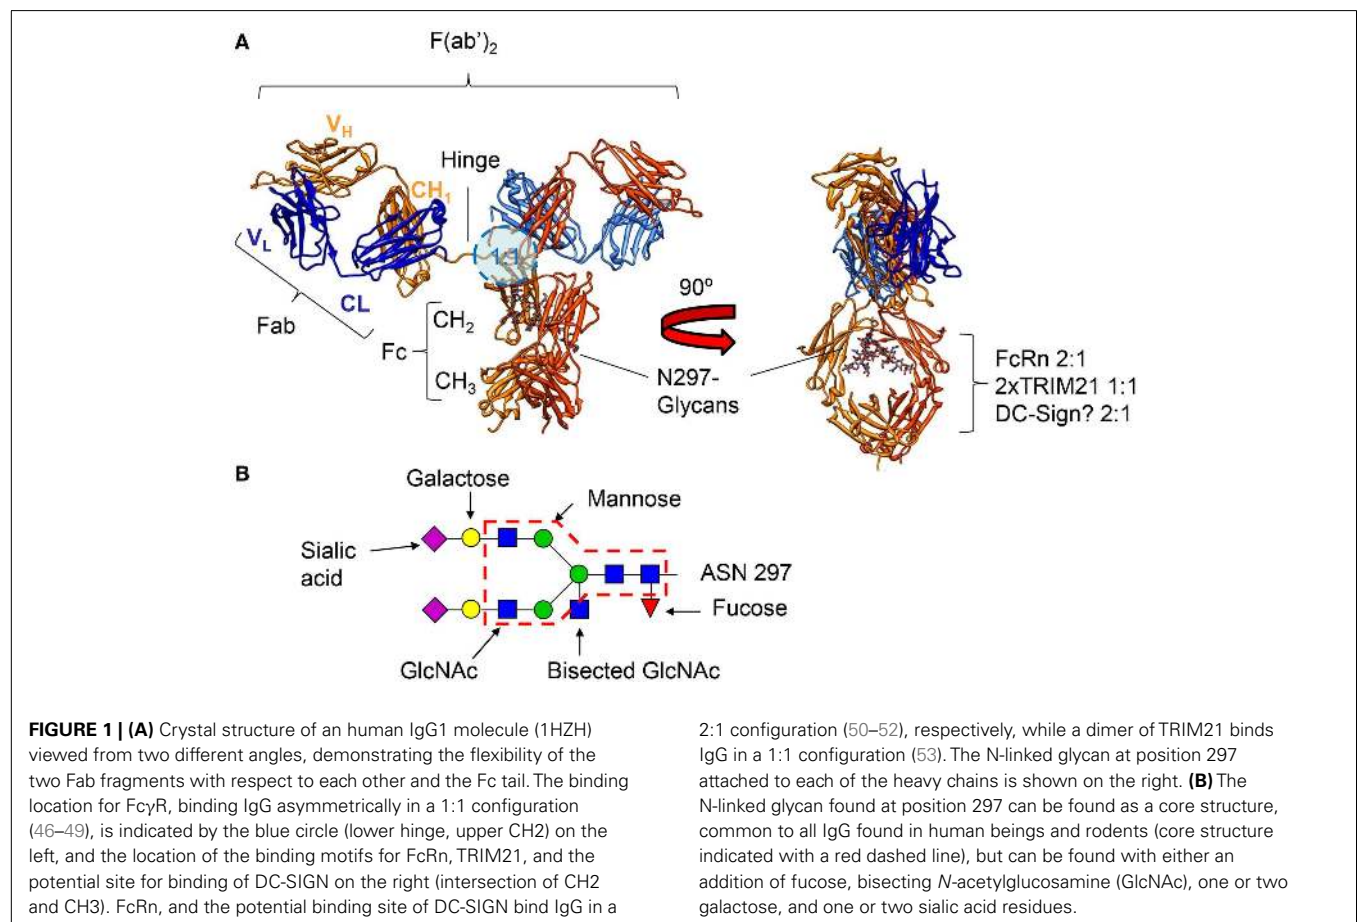 A
F(ab')2
VH
Hinge
CH1
VL
CL
Fab
1:1
90º
CH2
Fc
CH3
N297-
Glycans
FcRn 2:1
2xTRIM21 1:1
DC-Sign? 2:1
B
Galactose
Mannose
Sialic
acid
ASN 297
Fucose
GlcNAc
Bisected GlcNAc
FIGURE 1 | (A) Crystal structure of an human IgG1 molecule (1HZH)
viewed from two different angles, demonstrating the flexibility of the
two Fab fragments with respect to each other and the Fc tail. The binding
location for FcγR, binding IgG asymmetrically in a 1:1 configuration
(46–49), is indicated by the blue circle (lower hinge, upper CH2) on the
left, and the location of the binding motifs for FcRn, TRIM21, and the
potential site for binding of DC-SIGN on the right (intersection of CH2
and CH3). FcRn, and the potential binding site of DC-SIGN bind IgG in a
2:1 configuration (50–52), respectively, while a dimer of TRIM21 binds
IgG in a 1:1 configuration (53). The N-linked glycan at position 297
attached to each of the heavy chains is shown on the right. (B) The
N-linked glycan found at position 297 can be found as a core structure,
common to all IgG found in human beings and rodents (core structure
indicated with a red dashed line), but can be found with either an
addition of fucose, bisecting N-acetylglucosamine (GlcNAc), one or two
galactose, and one or two sialic acid residues.